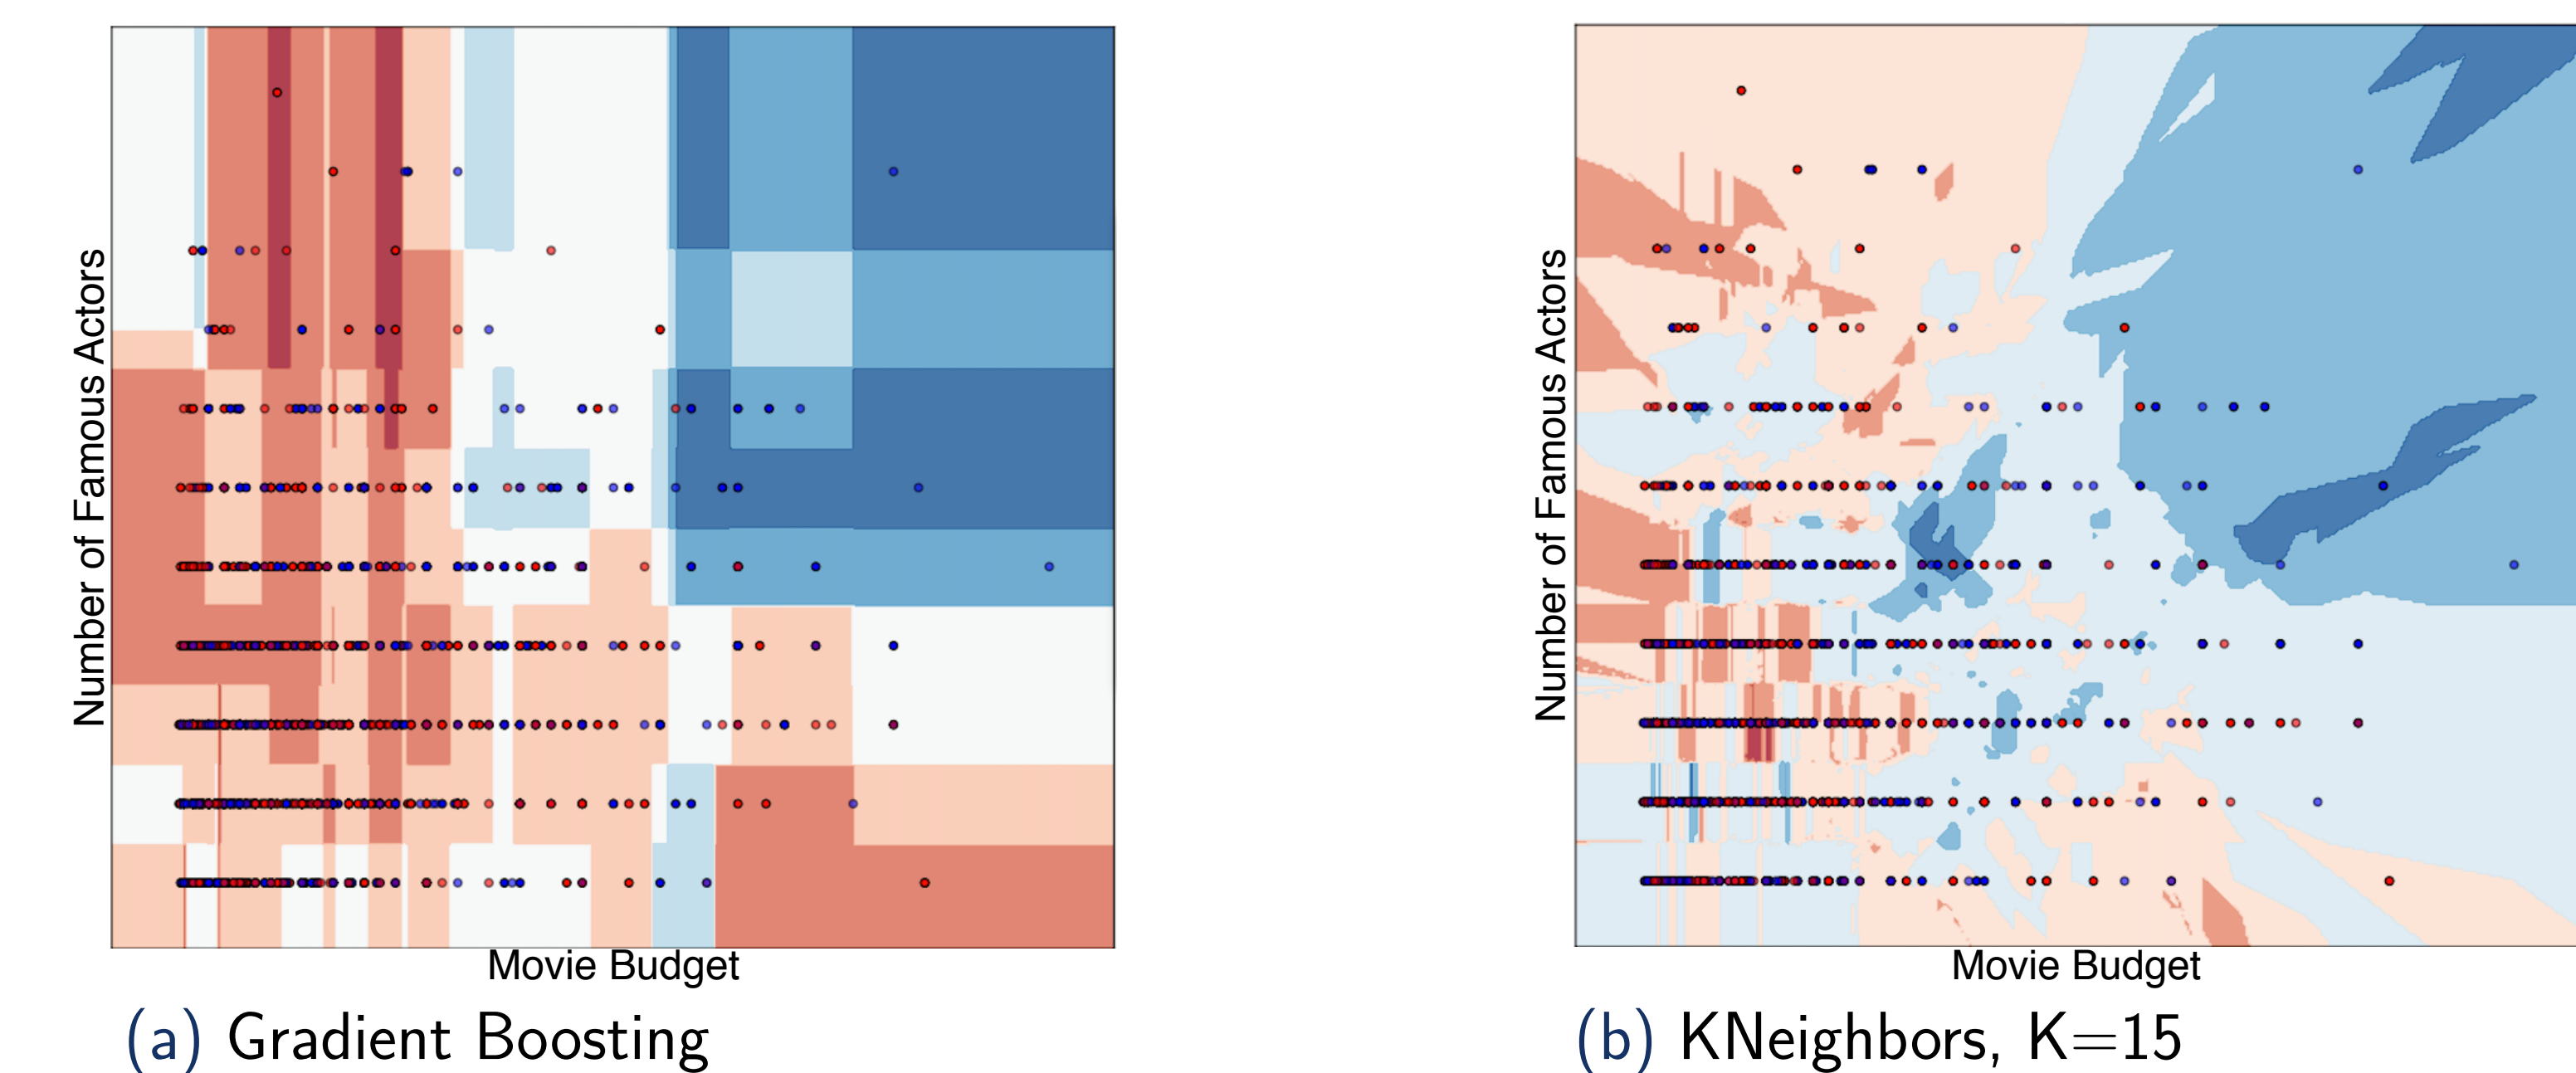 Number of Famous Actors
Movie Budget
(a) Gradient Boosting
Number of Famous Actors
Movie Budget
(b) KNeighbors, K=15